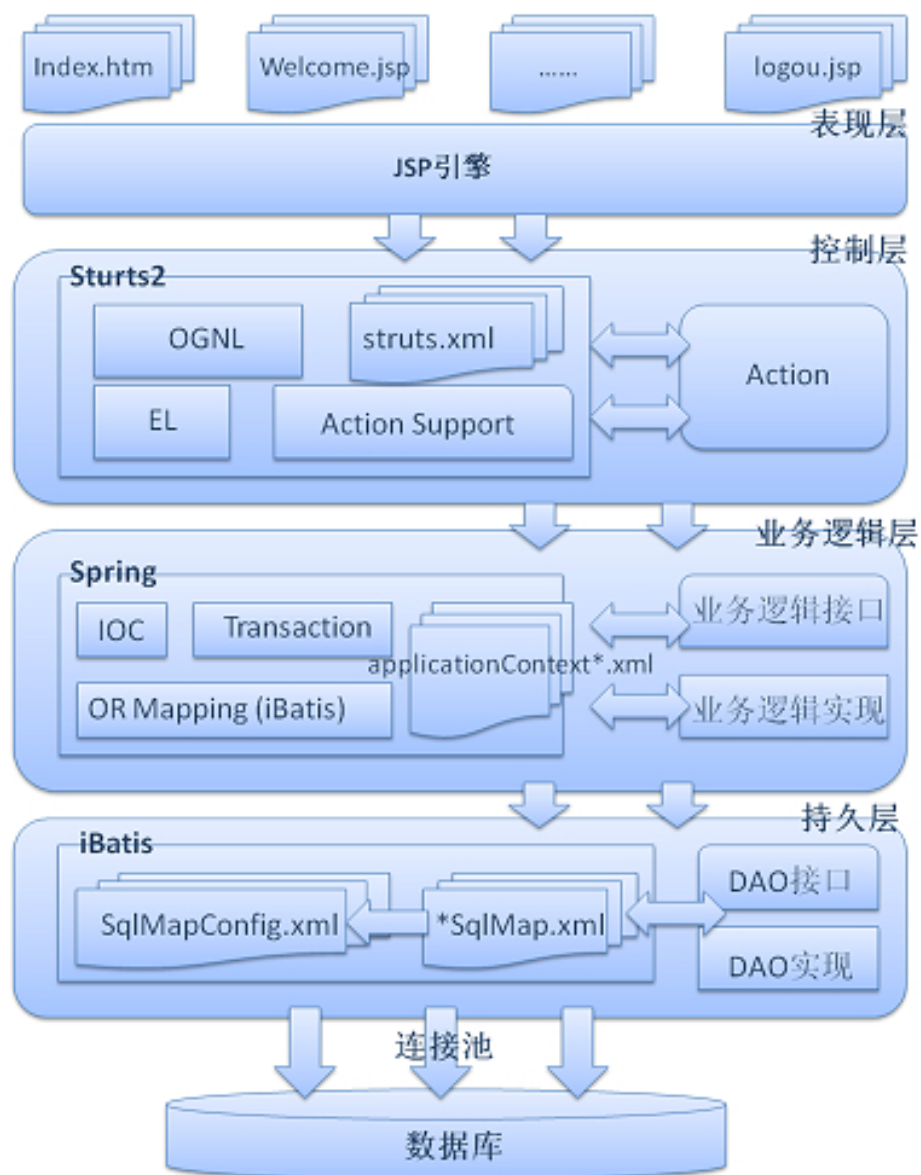 Index.htm
Welcome.jsp
......
logou.jsp
表现层
JSP引擎
控制层
Sturts2
OGNL
struts.xml
EL
Action Support
Action
业务逻辑层
Spring
IOC
Transaction
applicationContext*.xml
OR Mapping (iBatis)
业务逻辑接口
业务逻辑实现
持久层
iBatis
SqlMapConfig.xml
*SqlMap.xml
DAO接口
DAO实现
连接池
数据库